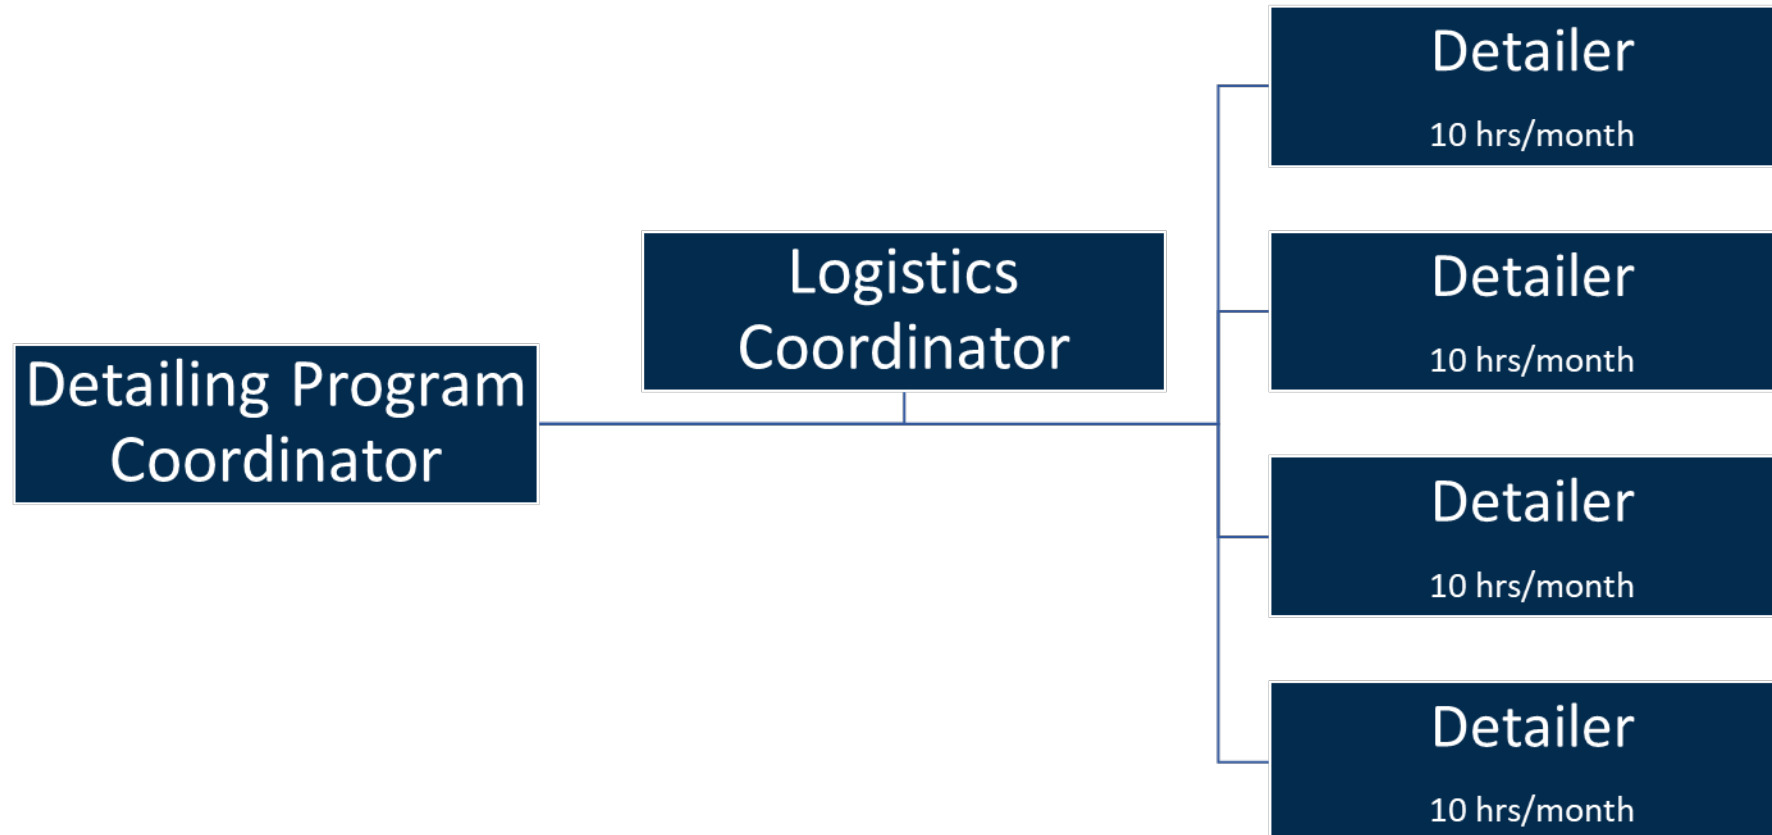 Detailing Program
Coordinator
Logistics
Coordinator
Detailer
10 hrs/month
Detailer
10 hrs/month
Detailer
10 hrs/month
Detailer
10 hrs/month